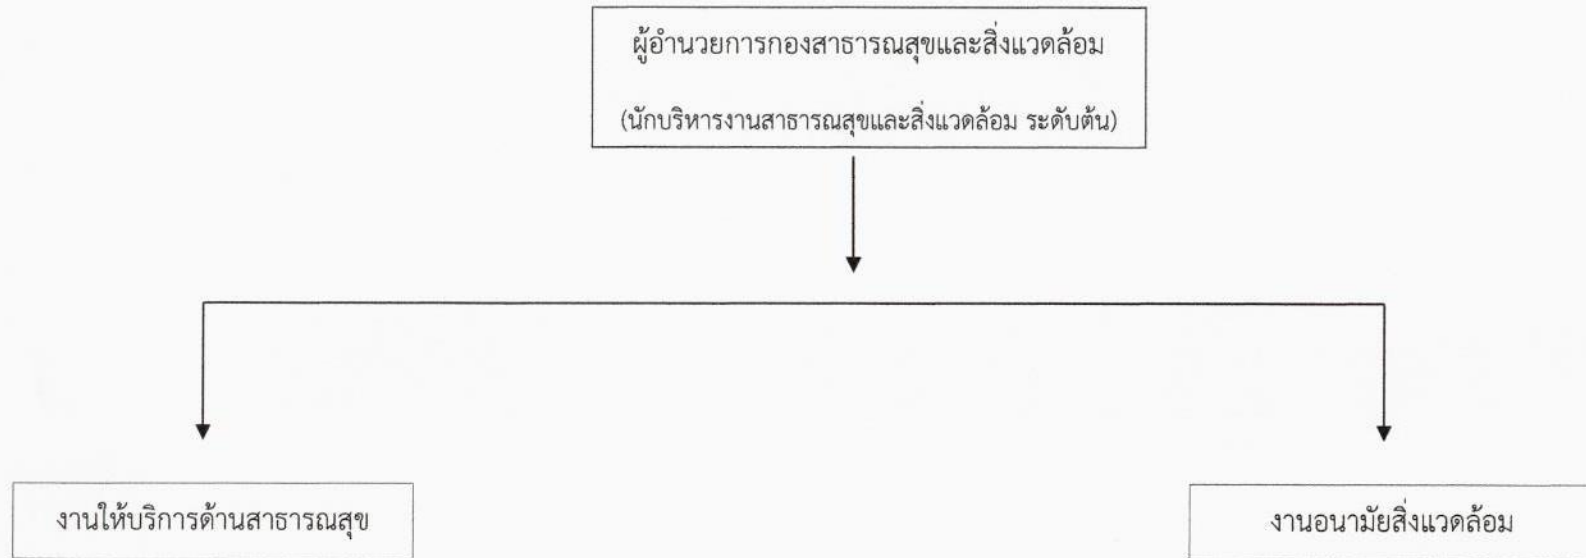 ผู้อำนวยการกองสาธารณสุขและสิ่งแวดล้อม
(นักบริหารงานสาธารณสุขและสิ่งแวดล้อม ระดับต้น)
งานให้บริการด้านสาธารณสุข
งานอนามัยสิ่งแวดล้อม